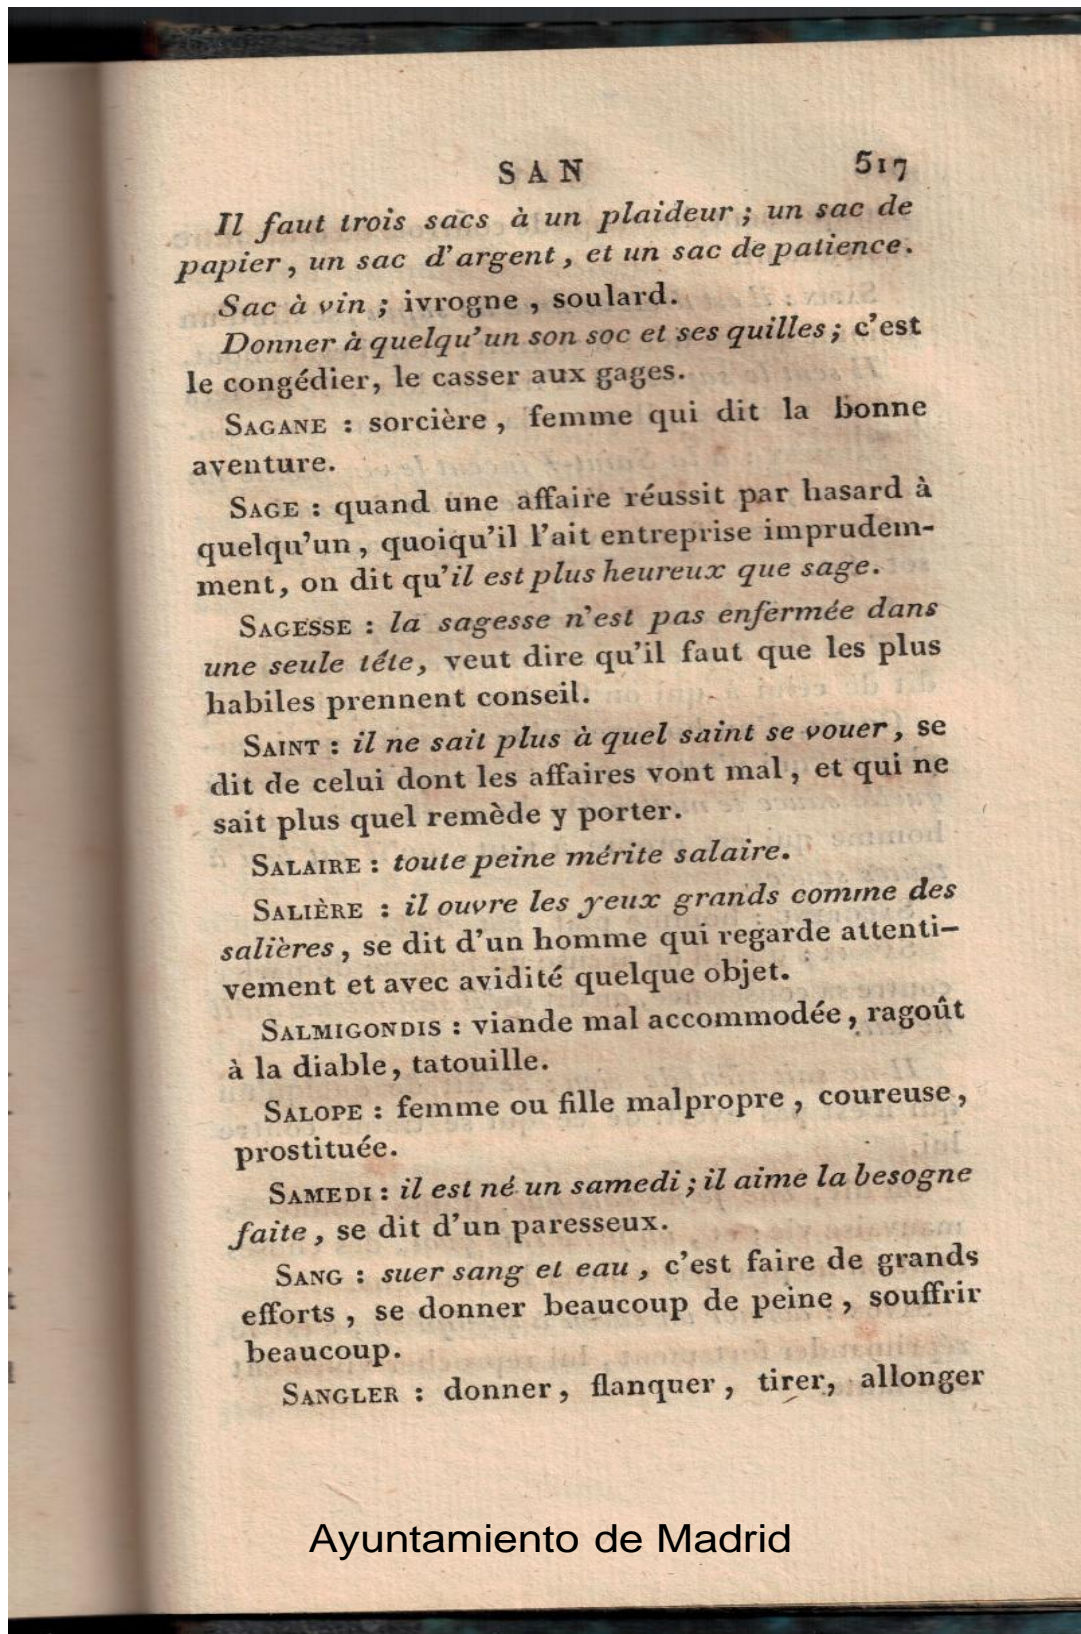 SAN 517
Il faut trois sacs à un plaideur ; un sac de
papier, un sac d'argent, et un sac de patience.
Sac à vin ; ivrogne, soulard.
Donner à quelqu'un son soc et ses quilles ; c'est
le congédier, le casser aux gages.
SAGANE : sorcière, femme qui dit la bonne
aventure.
SAGE : quand une affaire réussit par hasard à
quelqu'un, quoiqu'il l'ait entreprise imprudem-
ment, on dit qu'il est plus heureux que sage.
SAGESSE : la sagesse n'est pas enfermée dans
une seule tête, veut dire qu'il faut que les plus
habiles prennent conseil.
SAINT : il ne sait plus à quel saint se vouer, se
dit de celui dont les affaires vont mal, et qui ne
sait plus quel remède y porter.
SALAIRE : toute peine mérite salaire.
SALIÈRE : il ouvre les yeux grands comme des
salières, se dit d'un homme qui regarde attenti-
vement et avec avidité quelque objet.
SALMIGONDIS : viande mal accommodée, ragoût
à la diable, tatouille.
SALOPE : femme ou fille malpropre, coureuse,
prostituée.
SAMEDI : il est né un samedi ; il aime la besogne
faite, se dit d'un paresseux.
SANG : suer sang et eau, c'est faire de grands
efforts, se donner beaucoup de peine, souffrir
beaucoup.
SANGLER : donner, flanquer, tirer, allonger
Ayuntamiento de Madrid